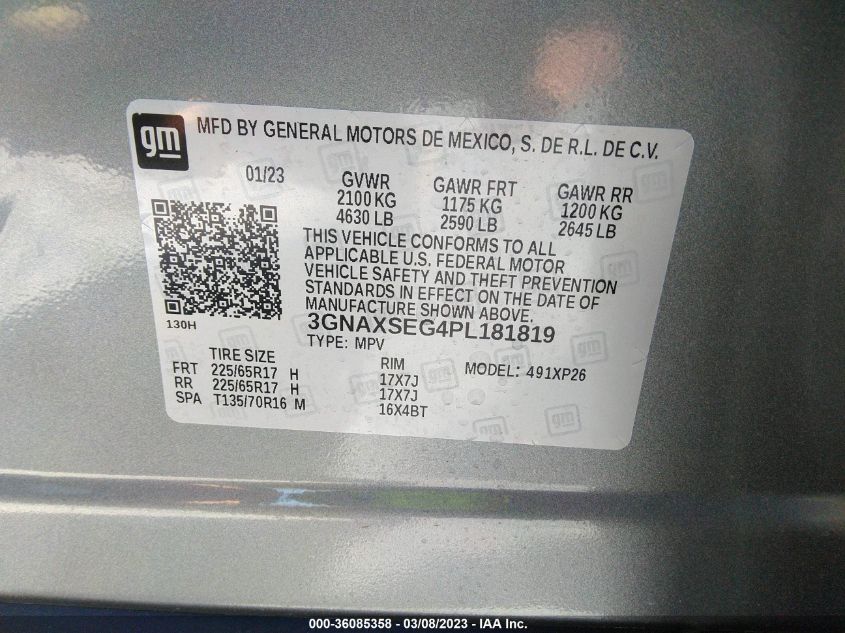 gm MFD BY GENERAL MOTORS DE MEXICO, S. DE R.L. DE C.V.
01/23 GVWR GAWR FRT GAWR RR
2100 KG 1175 KG 1200 KG
4630 LB 2590 LB 2645 LB
THIS VEHICLE CONFORMS TO ALL
APPLICABLE U.S. FEDERAL MOTOR
VEHICLE SAFETY AND THEFT PREVENTION
STANDARDS IN EFFECT ON THE DATE OF
MANUFACTURE SHOWN ABOVE.
130H 3GNAXSEG4PL181819
TYPE: MPV
TIRE SIZE RIM MODEL: 491XP26
FRT 225/65R17 H 17X7J
RR 225/65R17 H 17X7J
SPA T135/70R16 M 16X4BT
000-36085358 - 03/08/2023 - IAA Inc.